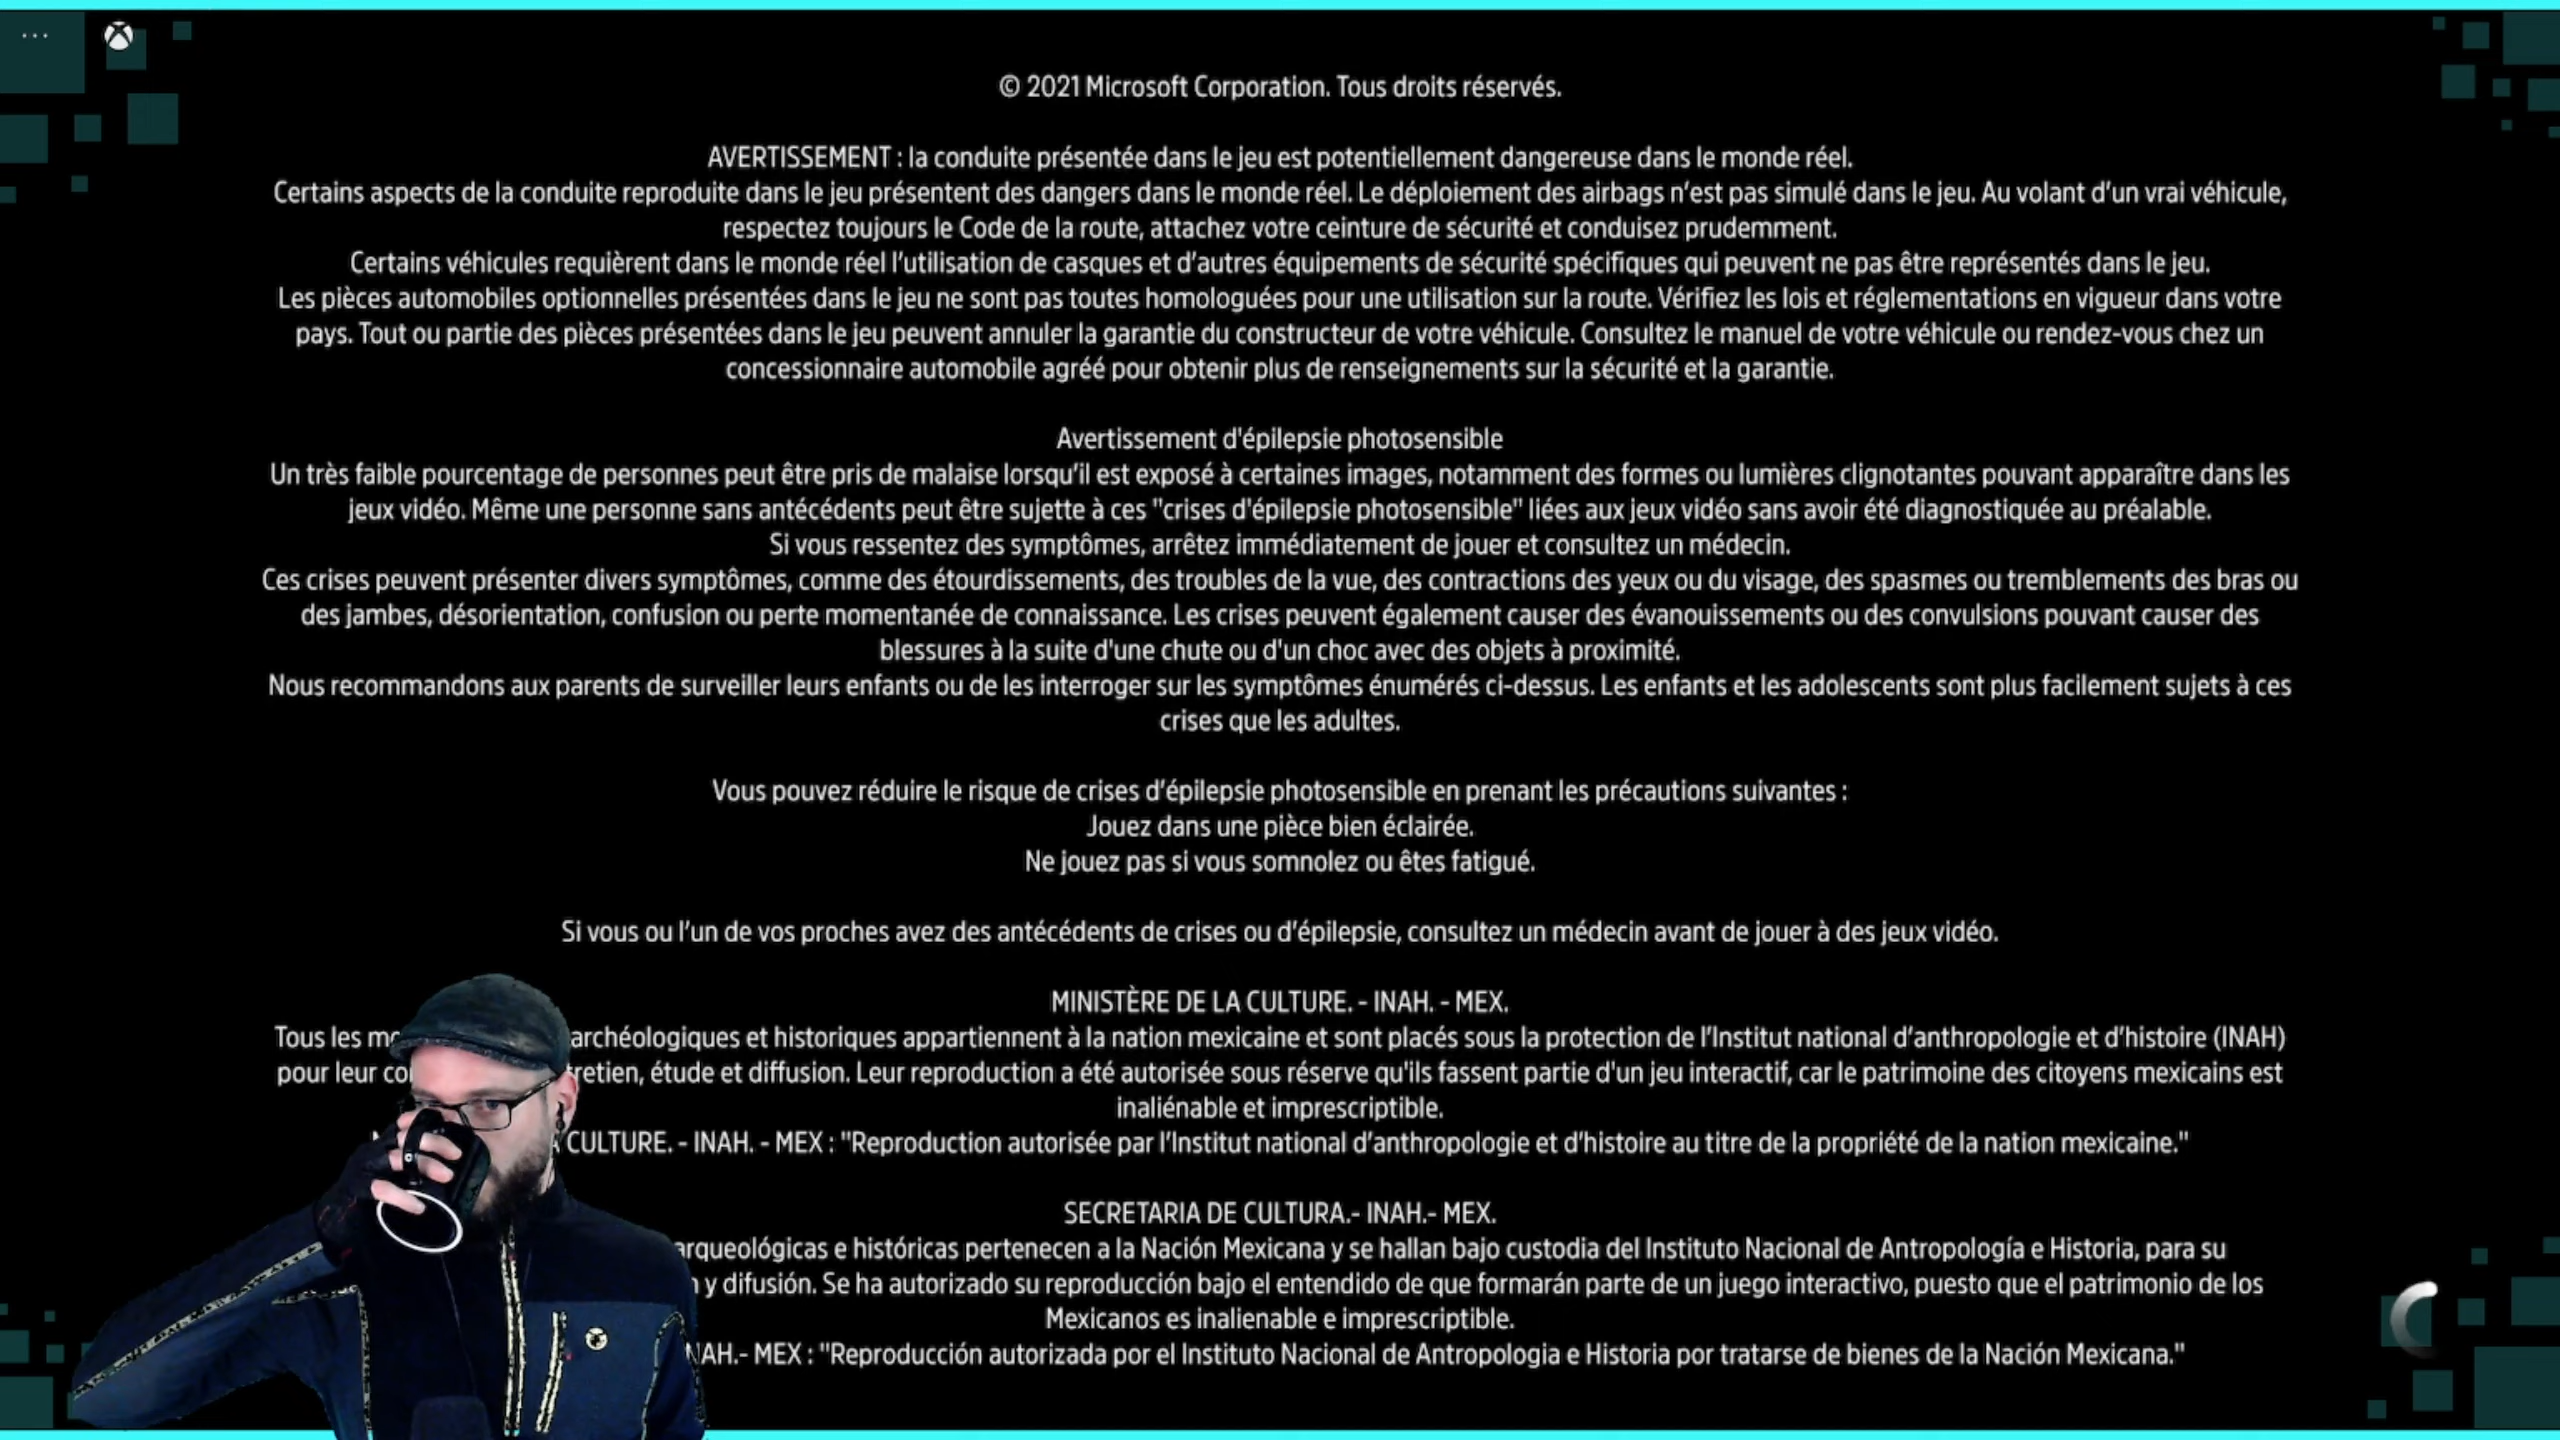 © 2021 Microsoft Corporation. Tous droits réservés.
AVERTISSEMENT : la conduite présentée dans le jeu est potentiellement dangereuse dans le monde réel.
Certains aspects de la conduite reproduite dans le jeu présentent des dangers dans le monde réel. Le déploiement des airbags n’est pas simulé dans le jeu. Au volant d’un vrai véhicule,
respectez toujours le Code de la route, attachez votre ceinture de sécurité et conduisez prudemment.
Certains véhicules requièrent dans le monde réel l’utilisation de casques et d’autres équipements de sécurité spécifiques qui peuvent ne pas être représentés dans le jeu.
Les pièces automobiles optionnelles présentées dans le jeu ne sont pas toutes homologuées pour une utilisation sur la route. Vérifiez les lois et réglementations en vigueur dans votre
pays. Tout ou partie des pièces présentées dans le jeu peuvent annuler la garantie du constructeur de votre véhicule. Consultez le manuel de votre véhicule ou rendez-vous chez un
concessionnaire automobile agréé pour obtenir plus de renseignements sur la sécurité et la garantie.
Avertissement d'épilepsie photosensible
Un très faible pourcentage de personnes peut être pris de malaise lorsqu’il est exposé à certaines images, notamment des formes ou lumières clignotantes pouvant apparaître dans les
jeux vidéo. Même une personne sans antécédents peut être sujette à ces "crises d'épilepsie photosensible" liées aux jeux vidéo sans avoir été diagnostiquée au préalable.
Si vous ressentez des symptômes, arrêtez immédiatement de jouer et consultez un médecin.
Ces crises peuvent présenter divers symptômes, comme des étourdissements, des troubles de la vue, des contractions des yeux ou du visage, des spasmes ou tremblements des bras ou
des jambes, désorientation, confusion ou perte momentanée de connaissance. Les crises peuvent également causer des évanouissements ou des convulsions pouvant causer des
blessures à la suite d'une chute ou d'un choc avec des objets à proximité.
Nous recommandons aux parents de surveiller leurs enfants ou de les interroger sur les symptômes énumérés ci-dessus. Les enfants et les adolescents sont plus facilement sujets à ces
crises que les adultes.
Vous pouvez réduire le risque de crises d’épilepsie photosensible en prenant les précautions suivantes :
Jouez dans une pièce bien éclairée.
Ne jouez pas si vous somnolez ou êtes fatigué.
Si vous ou l’un de vos proches avez des antécédents de crises ou d’épilepsie, consultez un médecin avant de jouer à des jeux vidéo.
MINISTÈRE DE LA CULTURE. - INAH. - MEX.
Tous les archéologiques et historiques appartiennent à la nation mexicaine et sont placés sous la protection de l’Institut national d’anthropologie et d’histoire (INAH)
pour leur étude et diffusion. Leur reproduction a été autorisée sous réserve qu'ils fassent partie d'un jeu interactif, car le patrimoine des citoyens mexicains est
inaliénable et imprescriptible.
CULTURE. - INAH. - MEX : "Reproduction autorisée par l’Institut national d’anthropologie et d’histoire au titre de la propriété de la nation mexicaine."
SECRETARIA DE CULTURA.- INAH.- MEX.
arqueológicas e históricas pertenecen a la Nación Mexicana y se hallan bajo custodia del Instituto Nacional de Antropología e Historia, para su
y difusión. Se ha autorizado su reproducción bajo el entendido de que formarán parte de un juego interactivo, puesto que el patrimonio de los
Mexicanos es inalienable e imprescriptible.
MEX : "Reproducción autorizada por el Instituto Nacional de Antropologia e Historia por tratarse de bienes de la Nación Mexicana."